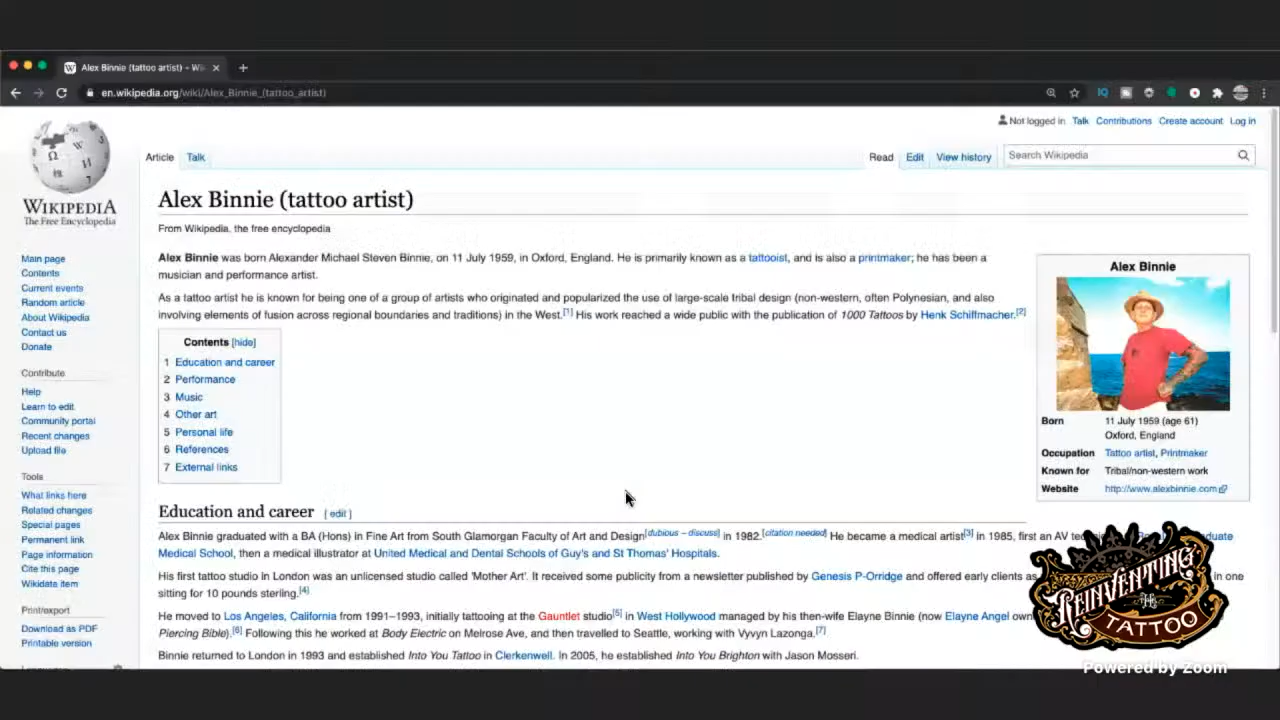 Alex Binnie (tattoo artist) - Wi
en.wikipedia.org/wiki/Alex_Binnie_(tattoo_artist)
Not logged in Talk Contributions Create account Log in
Article Talk Read Edit View history Search Wikipedia
WIKIPEDIA
The Free Encyclopedia
Alex Binnie (tattoo artist)
From Wikipedia, the free encyclopedia
Alex Binnie was born Alexander Michael Steven Binnie, on 11 July 1959, in Oxford, England. He is primarily known as a tattooist, and is also a printmaker; he has been a
musician and performance artist.
As a tattoo artist he is known for being one of a group of artists who originated and popularized the use of large-scale tribal design (non-western, often Polynesian, and also
involving elements of fusion across regional boundaries and traditions) in the West.[1] His work reached a wide public with the publication of 1000 Tattoos by Henk Schiffmacher.[2]
Contents [hide]
1 Education and career
2 Performance
3 Music
4 Other art
5 Personal life
6 References
7 External links
Education and career [ edit ]
Alex Binnie graduated with a BA (Hons) in Fine Art from South Glamorgan Faculty of Art and Design[dubious – discuss] in 1982.[citation needed] He became a medical artist[3] in 1985, first an AV
Medical School, then a medical illustrator at United Medical and Dental Schools of Guy's and St Thomas' Hospitals.
His first tattoo studio in London was an unlicensed studio called 'Mother Art'. It received some publicity from a newsletter published by Genesis P-Orridge and offered early clients as in one
sitting for 10 pounds sterling.[4]
He moved to Los Angeles, California from 1991–1993, initially tattooing at the Gauntlet studio[5] in West Hollywood managed by his then-wife Elayne Binnie (now Elayne Angel
Piercing Bible).[6] Following this he worked at Body Electric on Melrose Ave, and then travelled to Seattle, working with Vyvyn Lazonga.[7]
Binnie returned to London in 1993 and established Into You Tattoo in Clerkenwell. In 2005, he established Into You Brighton with Jason Mosseri.
Alex Binnie
Born 11 July 1959 (age 61)
Oxford, England
Occupation Tattoo artist, Printmaker
Known for Tribal/non-western work
Website http://www.alexbinnie.com
Main page
Contents
Current events
Random article
About Wikipedia
Contact us
Donate
Contribute
Help
Learn to edit
Community portal
Recent changes
Upload file
Tools
What links here
Related changes
Special pages
Permanent link
Page information
Cite this page
Wikidata item
Print/export
Download as PDF
Printable version
REINVENTING
THE
TATTOO
Powered by Zoom